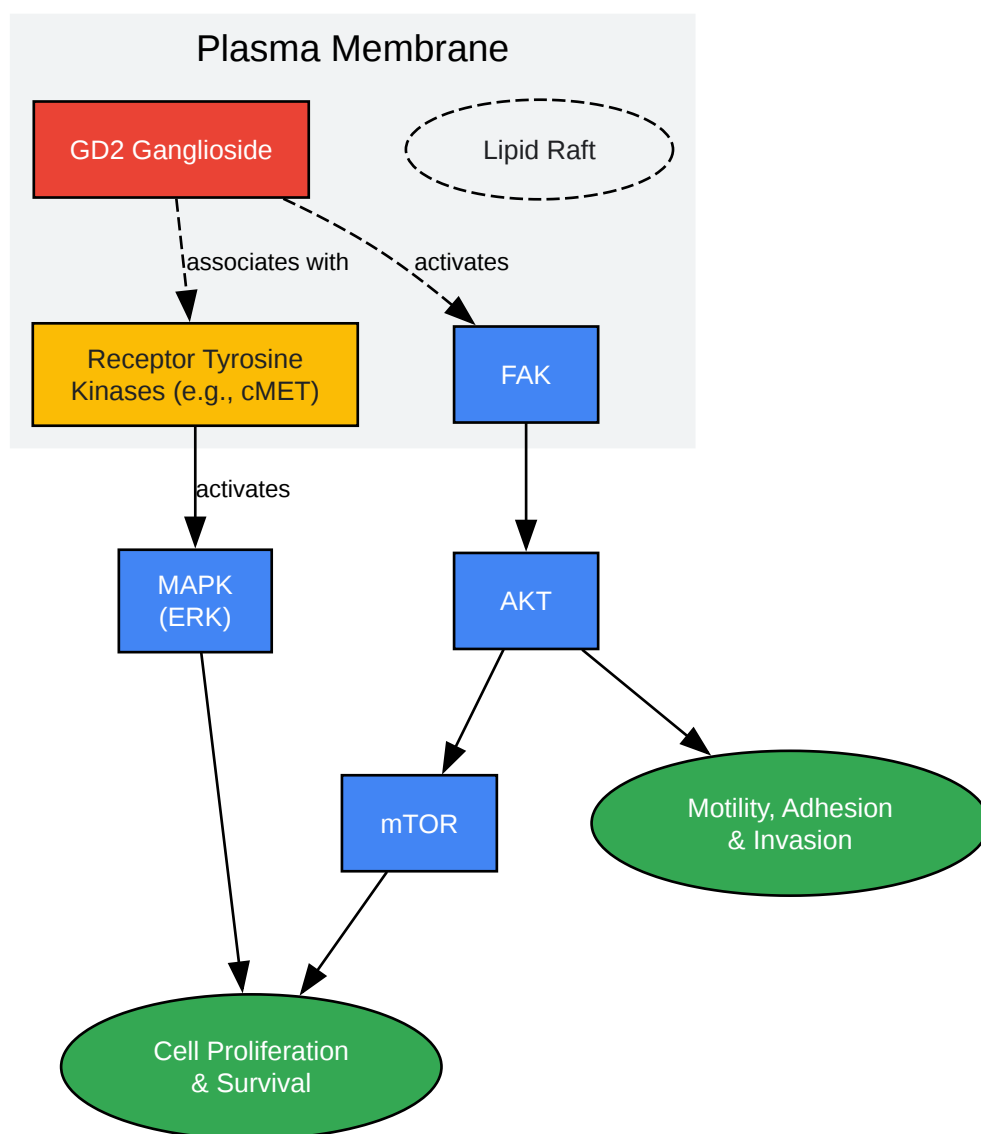 Plasma Membrane
GD2 Ganglioside
Lipid Raft
associates with
activates
Receptor Tyrosine
Kinases (e.g., cMET)
FAK
activates
MAPK
(ERK)
AKT
mTOR
Motility, Adhesion
& Invasion
Cell Proliferation
& Survival